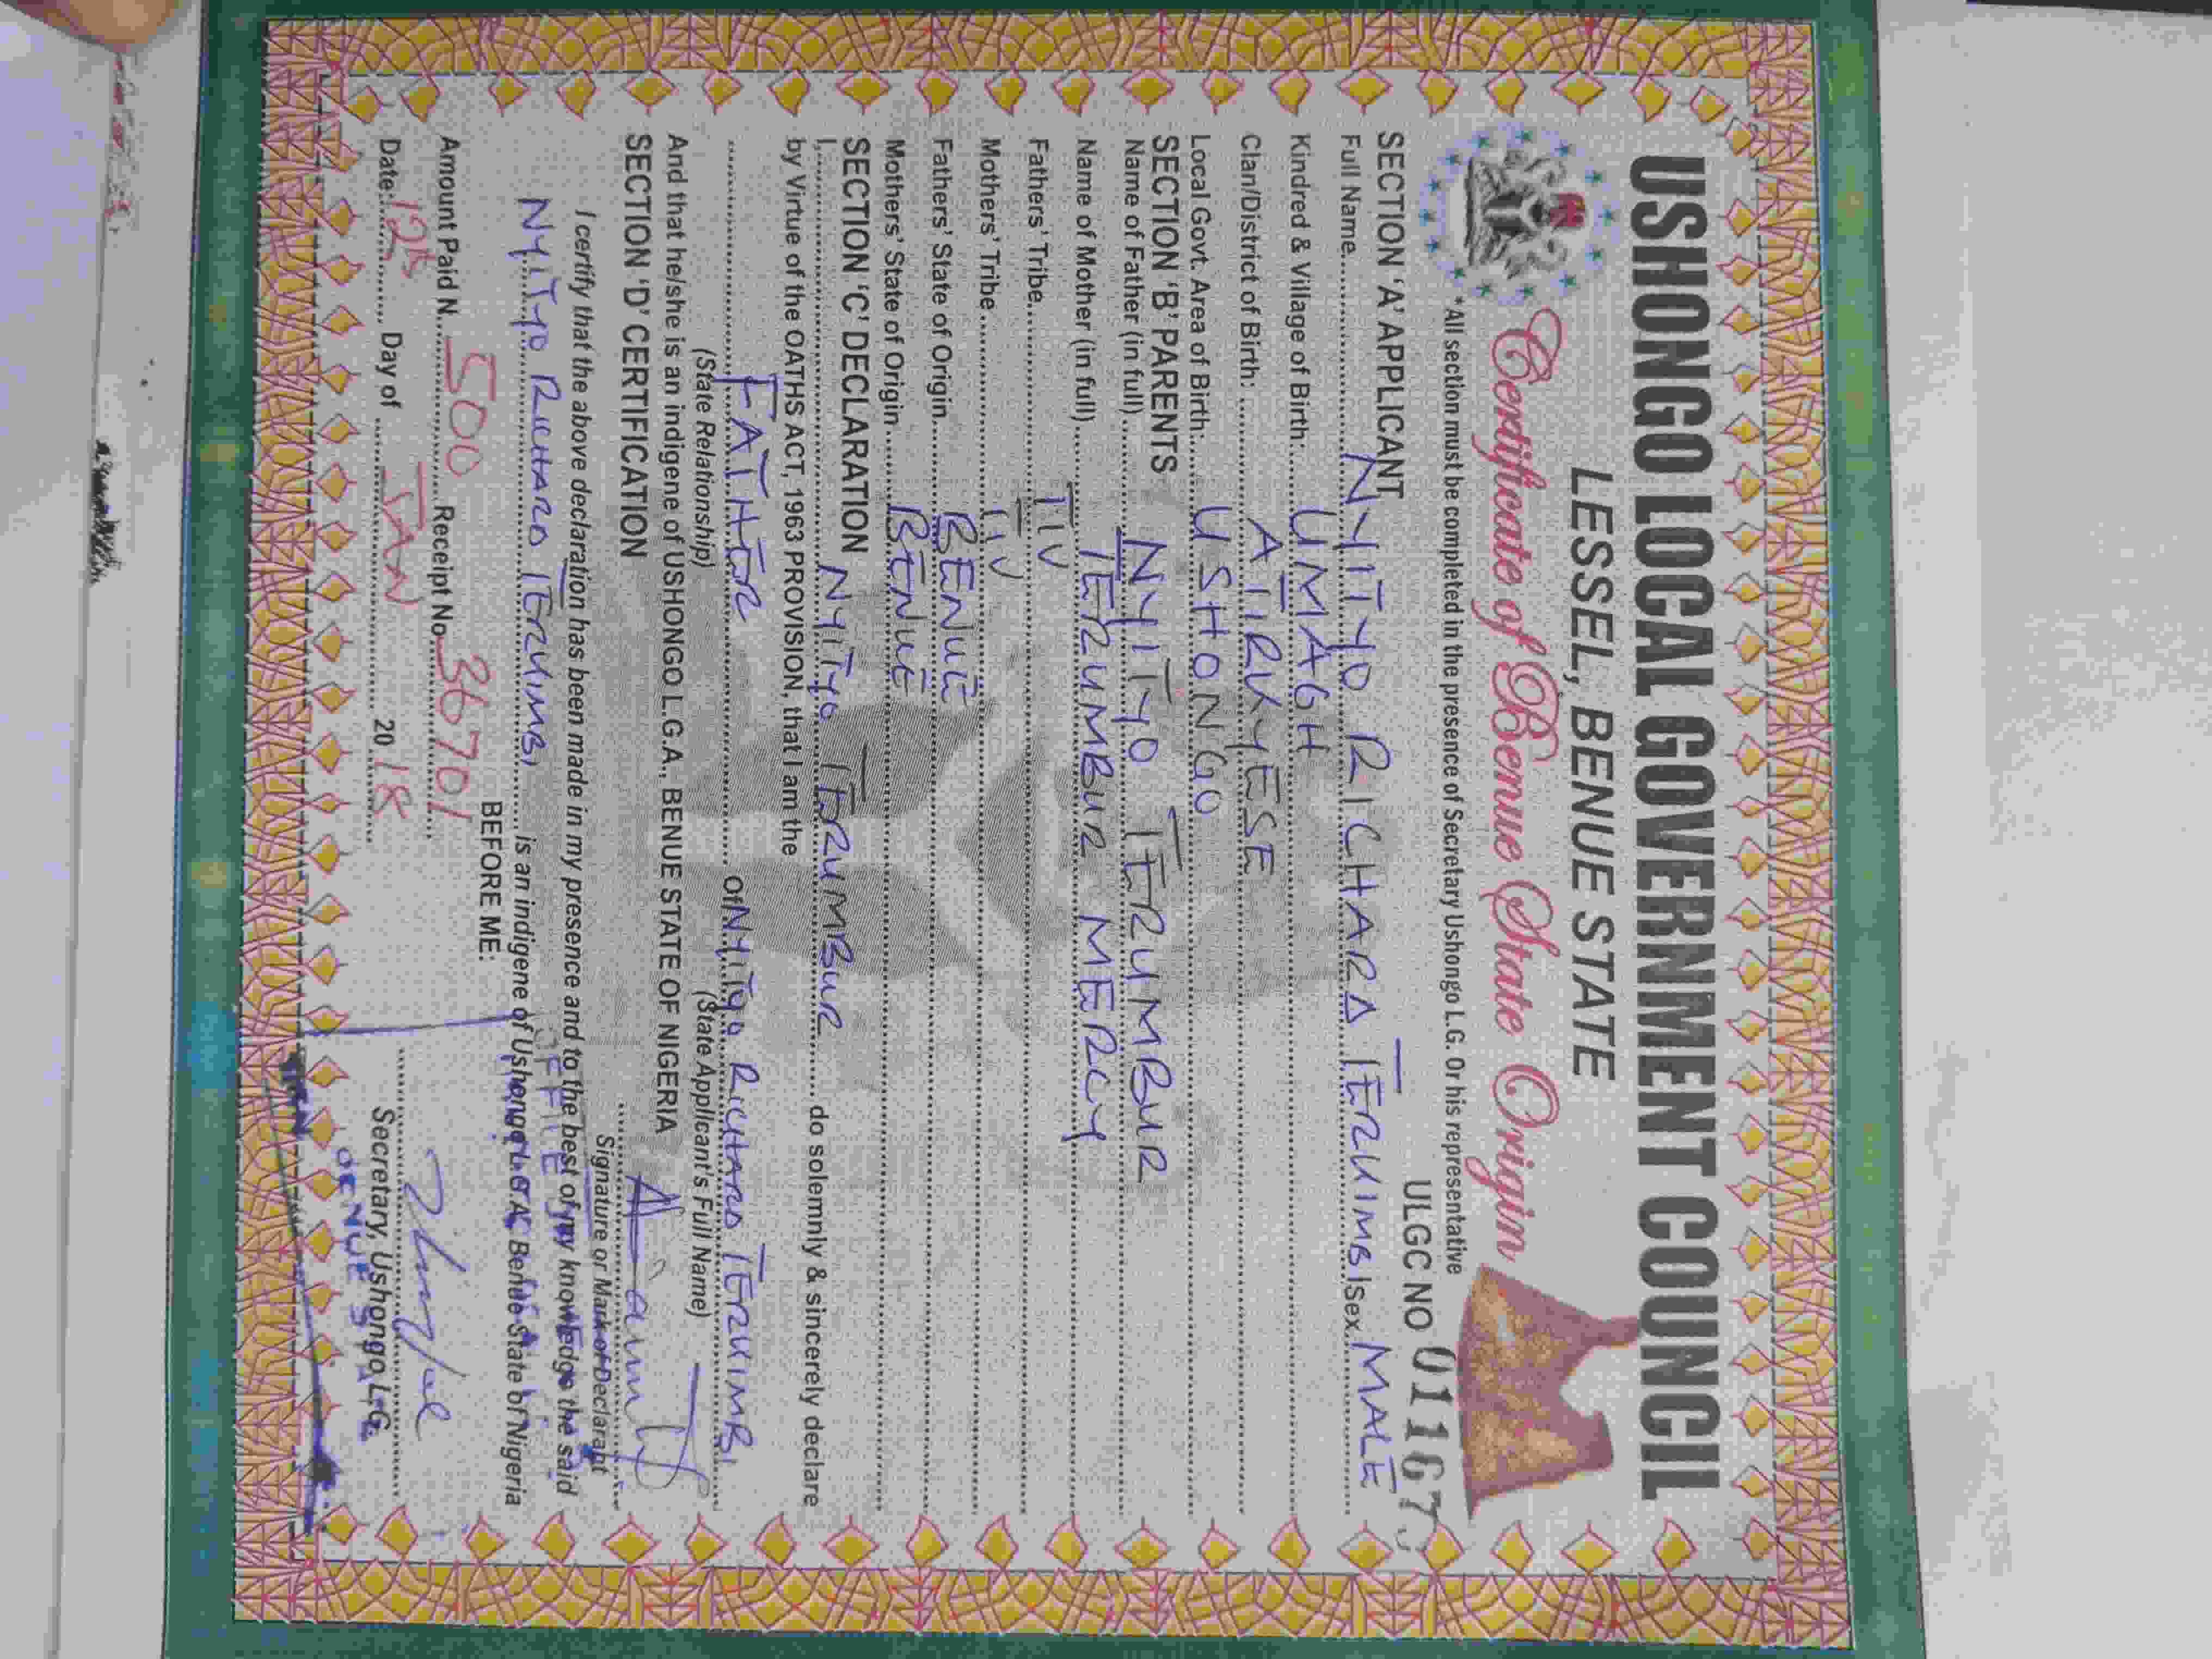 USHONGO LOCAL GOVERNMENT COUNCIL
LESSEL, BENUE STATE
Certificate of Benue State Origin
*All section must be completed in the presence of Secretary Ushongo L.G. Or his representative
ULGC NO 01167
SECTION 'A' APPLICANT
Full Name NYITYO RICHARD TERUIMBI Sex MALE
Kindred & Village of Birth: UMAGH
Clan/District of Birth: ATIRKYESE
Local Govt. Area of Birth: USHONGO
SECTION 'B' PARENTS
Name of Father (in full) NYITYO TERUMBUR
Name of Mother (in full) TERUMBUR MERCY
Fathers' Tribe TIV
Mothers' Tribe TIV
Fathers' State of Origin BENUE
Mothers' State of Origin BENUE
SECTION 'C' DECLARATION
I, NYITYO TERUMBUR do solemnly & sincerely declare
by Virtue of the OATHS ACT, 1963 PROVISION, that I am the
FATHER of NYITYO RICHARD TERUIMBI
(State Relationship) (State Applicant's Full Name)
And that he/she is an indigene of USHONGO L.G.A., BENUE STATE OF NIGERIA
Signature or Mark of Declarant
SECTION 'D' CERTIFICATION
I certify that the above declaration has been made in my presence and to the best of my knowledge the said
NYITYO RICHARD TERUIMBI is an indigene of Ushongo L.G.A. Benue State of Nigeria
BEFORE ME:
Amount Paid N 500 Receipt No 36701
Date: 12th Day of JAN 2018
Secretary, Ushongo L.G.